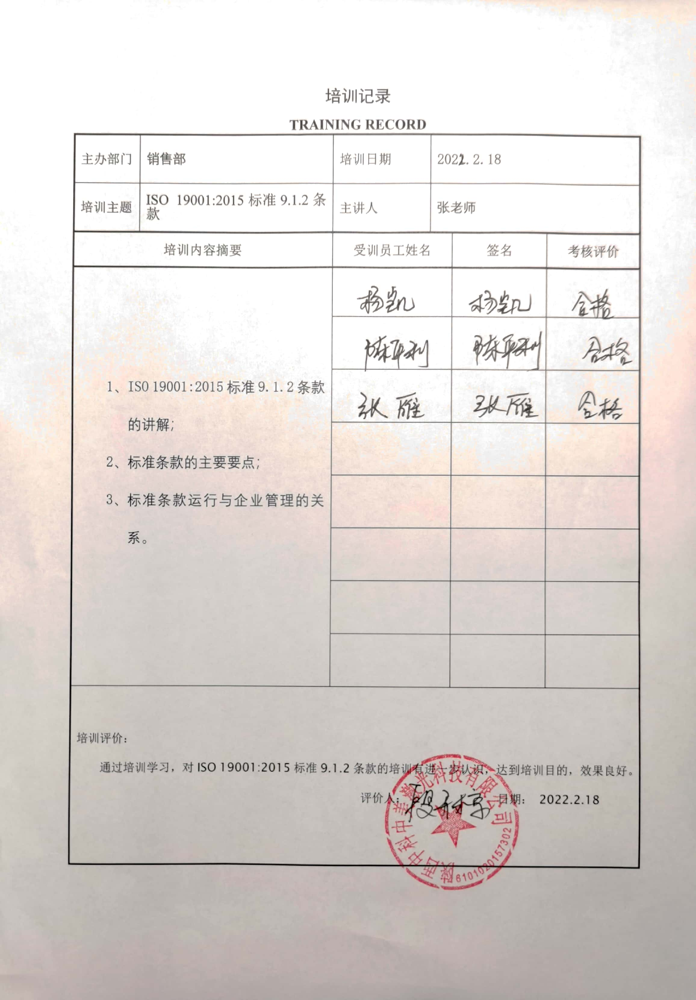 培训记录
TRAINING RECORD
主办部门 销售部 培训日期 2022.2.18
培训主题 ISO 19001:2015 标准 9.1.2 条
款
主讲人 张老师
培训内容摘要 受训员工姓名 签名 考核评价
杨凯 杨凯 合格
陈军利 陈军利 合格
张雁 张雁 合格
1、ISO 19001:2015 标准 9.1.2 条款
的讲解;
2、标准条款的主要要点;
3、标准条款运行与企业管理的关
系。
培训评价:
通过培训学习，对 ISO 19001:2015 标准 9.1.2 条款的培训有进一步认识，达到培训目的，效果良好。
评价人: 日期: 2022.2.18
陕西中科中美激光科技有限公司
6101020157302